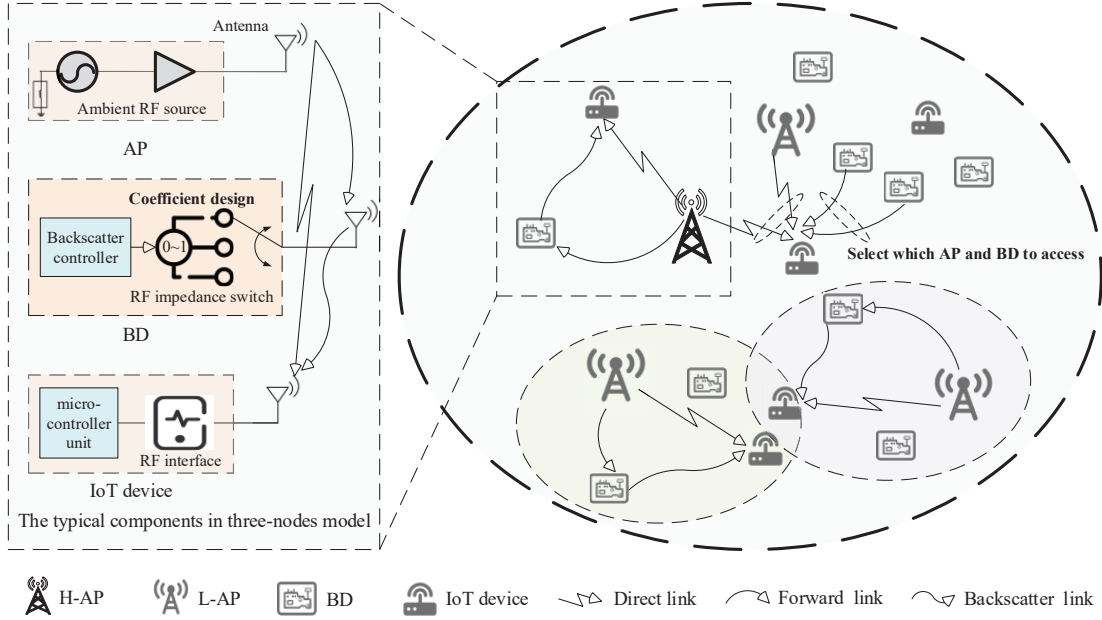 Antenna
Ambient RF source
AP
Coefficient design
Backscatter
controller
0~1
RF impedance switch
BD
micro-
controller
unit
RF interface
IoT device
The typical components in three-nodes model
Select which AP and BD to access
H-AP
L-AP
BD
IoT device
Direct link
Forward link
Backscatter link